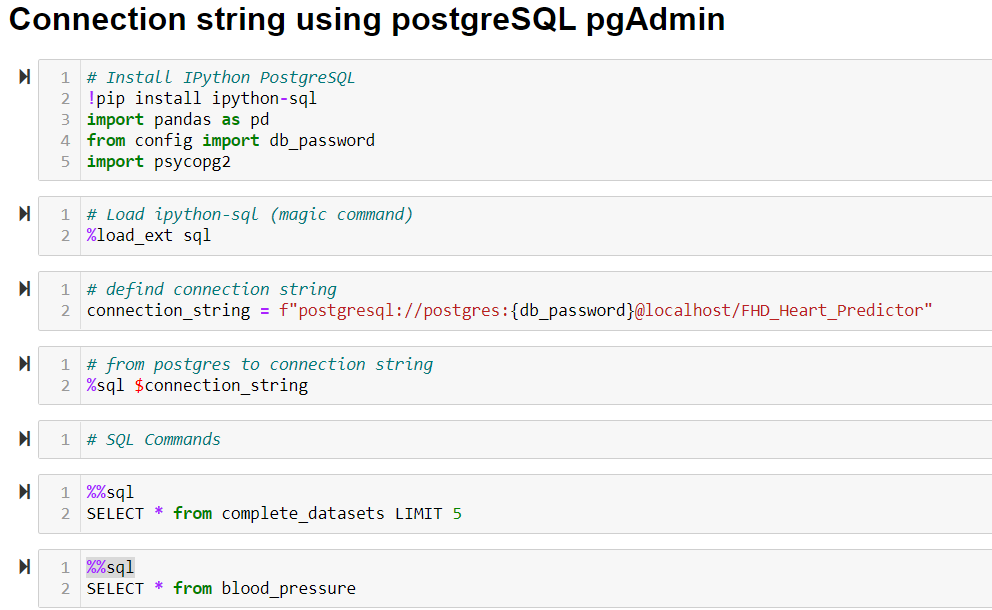 Connection string using postgreSQL pgAdmin
1 # Install IPython PostgreSQL
2 !pip install ipython-sql
3 import pandas as pd
4 from config import db_password
5 import psycopg2
1 # Load ipython-sql (magic command)
2 %load_ext sql
1 # defind connection string
2 connection_string = f"postgresql://postgres:{db_password}@localhost/FHD_Heart_Predictor"
1 # from postgres to connection string
2 %sql $connection_string
1 # SQL Commands
1 %%sql
2 SELECT * from complete_datasets LIMIT 5
1 %%sql
2 SELECT * from blood_pressure